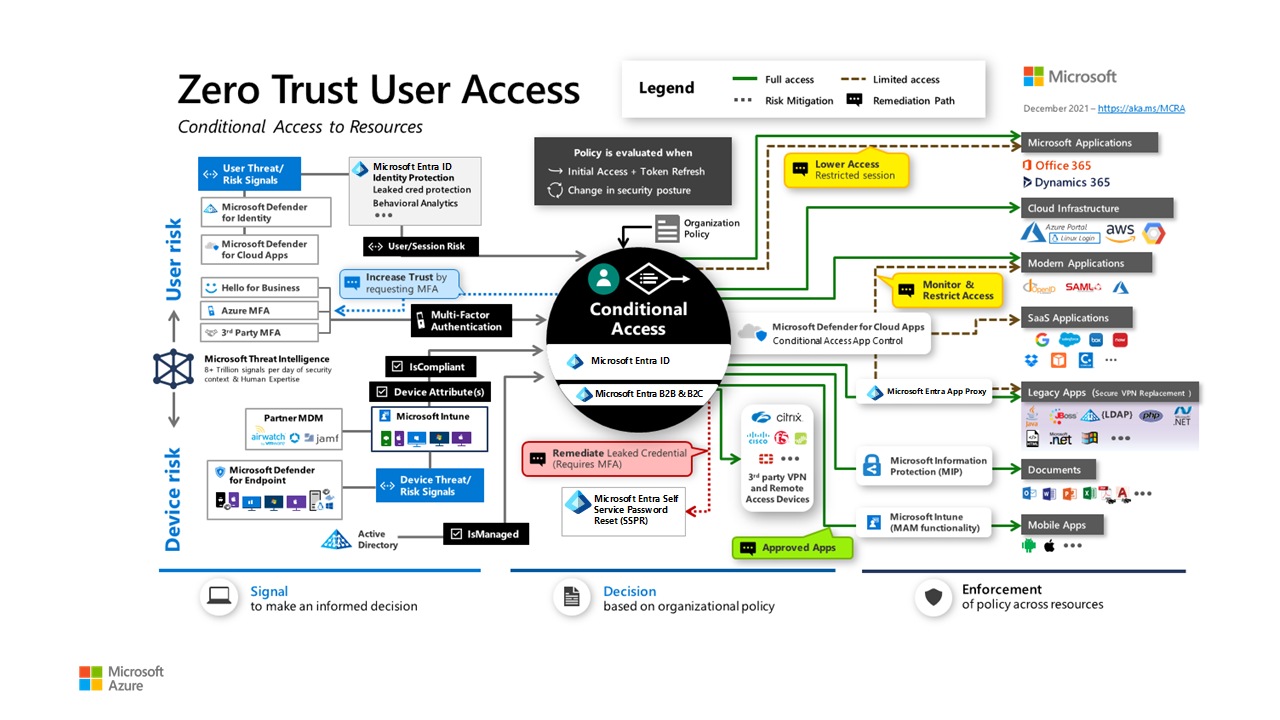 Zero Trust User Access
Conditional Access to Resources
Legend
Full access
Limited access
Risk Mitigation
Remediation Path
Microsoft
December 2021 – https://aka.ms/MCRA
User risk
Device risk
User Threat/
Risk Signals
Microsoft Defender
for Identity
Microsoft Defender
for Cloud Apps
Microsoft Entra ID
Identity Protection
Leaked cred protection
Behavioral Analytics
User/Session Risk
Hello for Business
Azure MFA
3rd Party MFA
Increase Trust by
requesting MFA
Multi-Factor
Authentication
Microsoft Threat Intelligence
8+ Trillion signals per day of security
context & Human Expertise
IsCompliant
Device Attribute(s)
Partner MDM
airwatch
by vmware
jamf
Microsoft Intune
Microsoft Defender
for Endpoint
Device Threat/
Risk Signals
Active
Directory
IsManaged
Policy is evaluated when
Initial Access + Token Refresh
Change in security posture
Organization
Policy
Conditional
Access
Microsoft Entra ID
Microsoft Entra B2B & B2C
Remediate Leaked Credential
(Requires MFA)
Microsoft Entra Self
Service Password
Reset (SSPR)
Lower Access
Restricted session
Monitor &
Restrict Access
Microsoft Defender for Cloud Apps
Conditional Access App Control
Microsoft Entra App Proxy
citrix
CISCO
3rd party VPN
and Remote
Access Devices
Approved Apps
Microsoft Information
Protection (MIP)
Microsoft Intune
(MAM functionality)
Microsoft Applications
Office 365
Dynamics 365
Cloud Infrastructure
Azure Portal
Linux Login
aws
Modern Applications
SAML
SaaS Applications
box
Legacy Apps (Secure VPN Replacement )
Java
JBoss
(LDAP)
php
Microsoft
.NET
Microsoft
.net
Documents
Mobile Apps
Signal
to make an informed decision
Decision
based on organizational policy
Enforcement
of policy across resources
Microsoft
Azure